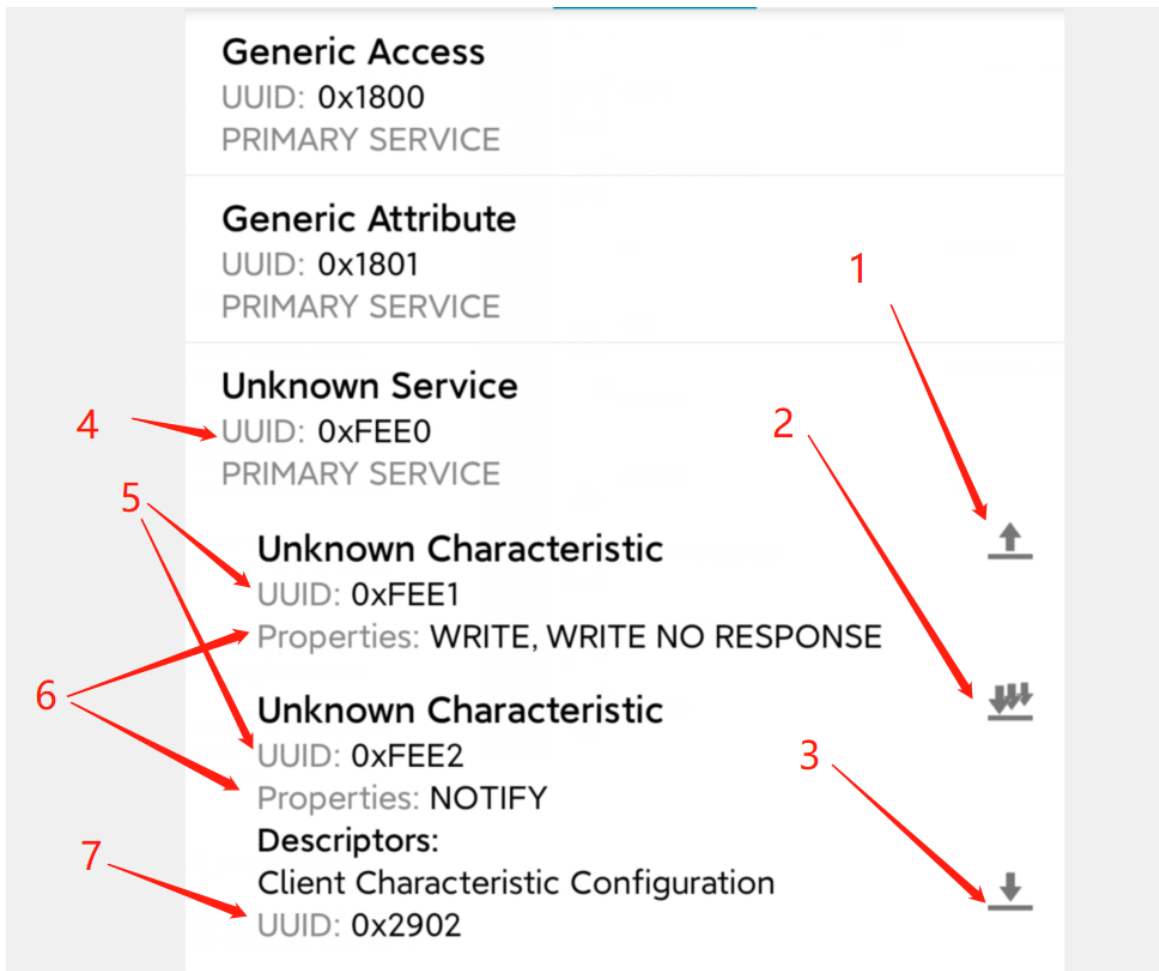 Generic Access
UUID: 0x1800
PRIMARY SERVICE
Generic Attribute
UUID: 0x1801
PRIMARY SERVICE
1
Unknown Service
2
4
UUID: 0xFEE0
PRIMARY SERVICE
5
Unknown Characteristic
UUID: 0xFEE1
Properties: WRITE, WRITE NO RESPONSE
6
Unknown Characteristic
UUID: 0xFEE2
3
Properties: NOTIFY
Descriptors:
7
Client Characteristic Configuration
UUID: 0x2902